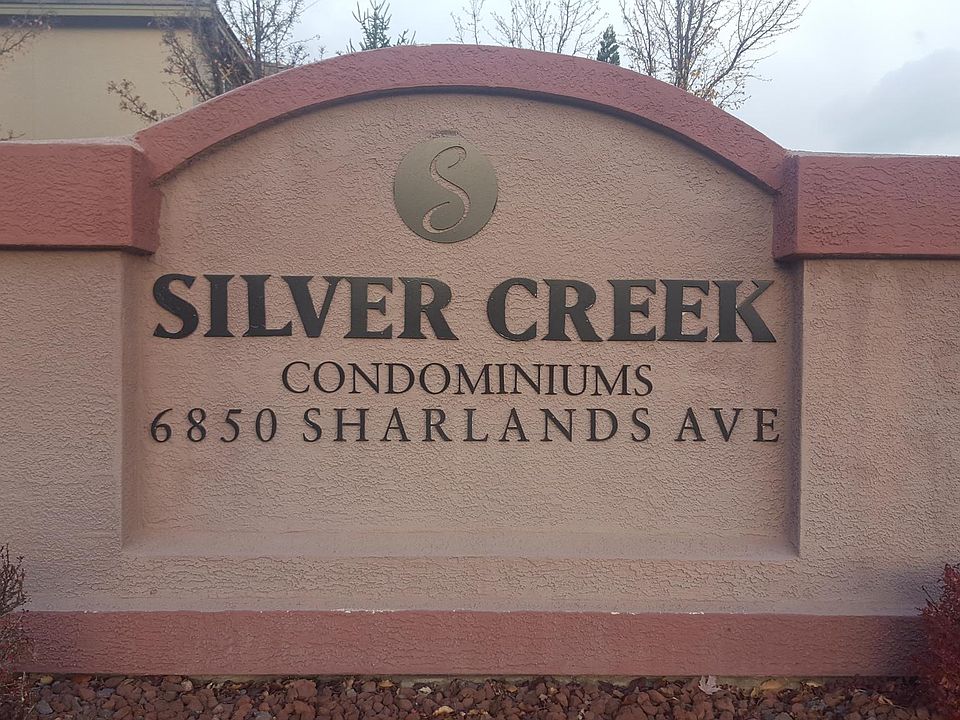 S
SILVER CREEK
CONDOMINIUMS
6850 SHARLANDS AVE